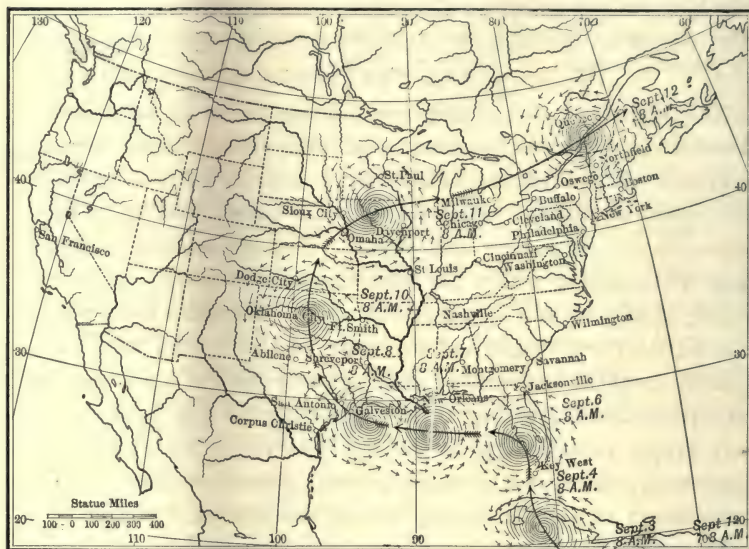 130
120
110
100
90
80
70
60
Sept.12
8 A.M.
Northfield
St.Paul
Oswego
Boston
40
Milwaukee
Buffalo
40
Sept.11
8 A.M.
Sioux City
Chicago
Cleveland
New York
Davenport
Philadelphia
San Francisco
Omaha
Cincinnati
Washington
St Louis
Dodge City
Sept.10
8 A.M.
Oklahoma City
Nashville
Ft.Smith
Wilmington
30
Sept.8
8 A.M.
Sept.7
8 A.M.
Abilene
Shreveport
Montgomery
Savannah
30
Jacksonville
San Antonio
Galveston
Orleans
Sept.6
8 A.M.
Corpus Christie
Key West
Sept.4
8 A.M.
Statue Miles
100 0 100 200 300 400
20
110
100
90
80
Sept.3
8 A.M.
Sept 1
8 A.M.
70
20